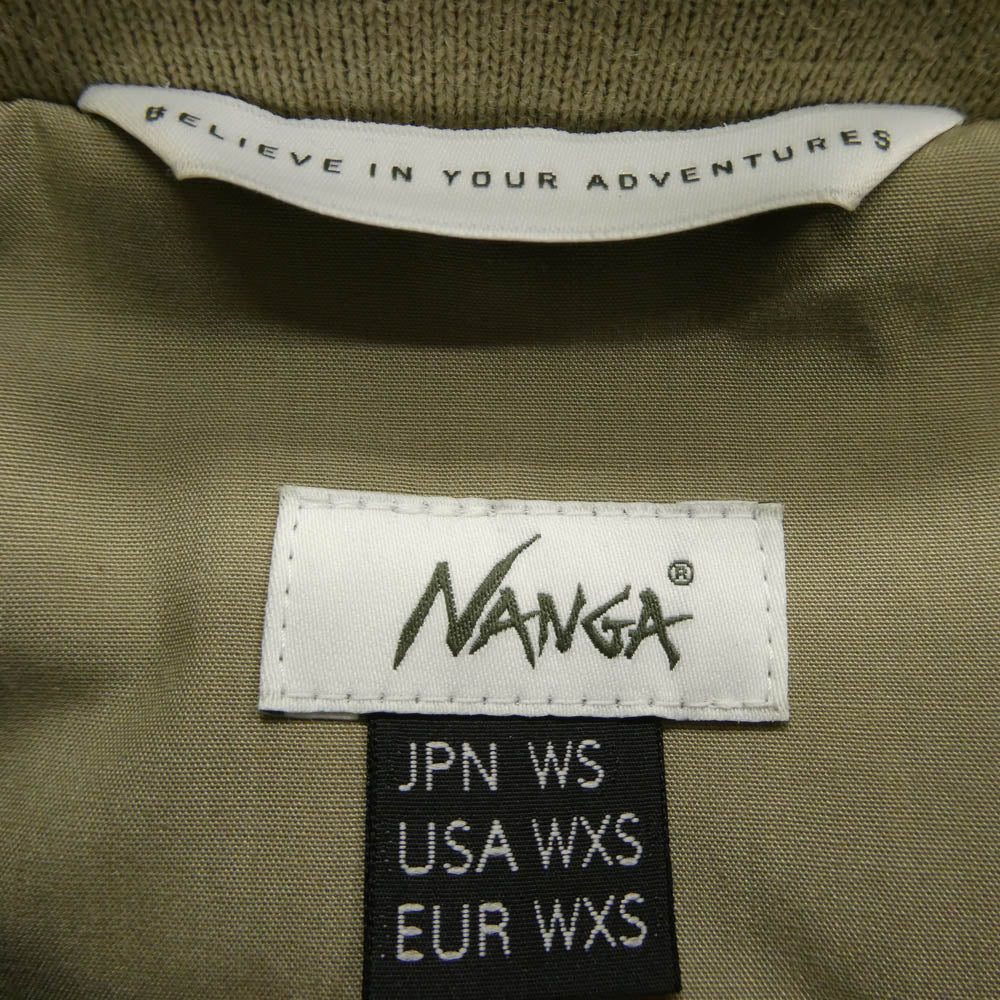 BELIEVE IN YOUR ADVENTURES
NANGA®
JPN WS
USA WXS
EUR WXS